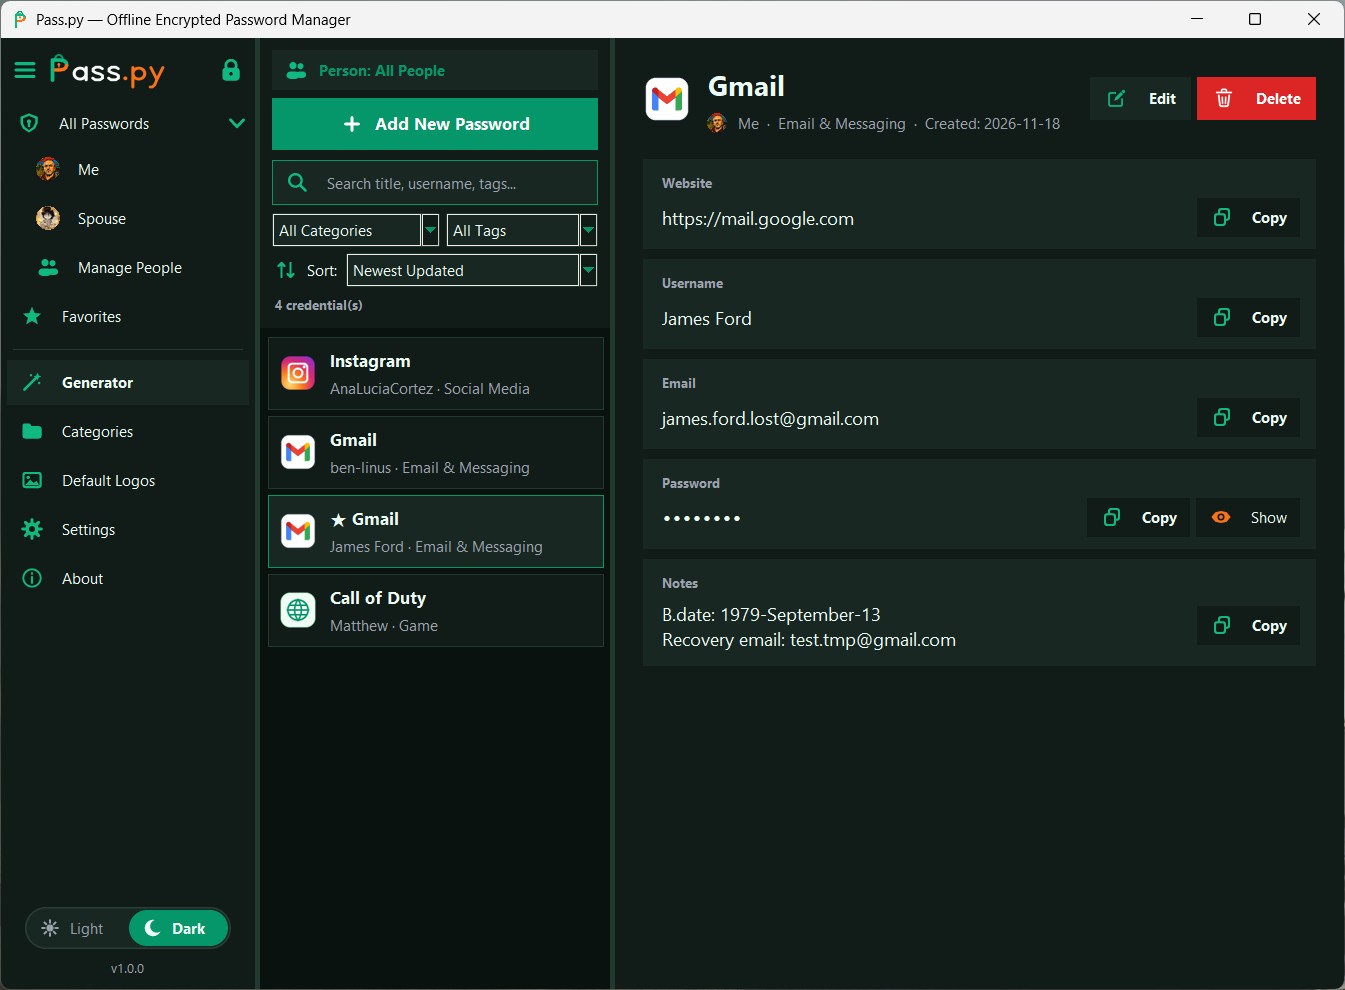 Pass.py — Offline Encrypted Password Manager
Pass.py
All Passwords
Me
Spouse
Manage People
Favorites
Generator
Categories
Default Logos
Settings
About
Light
Dark
v1.0.0
Person: All People
Add New Password
Search title, username, tags...
All Categories
All Tags
Sort:
Newest Updated
4 credential(s)
Instagram
AnaLuciaCortez · Social Media
Gmail
ben-linus · Email & Messaging
★ Gmail
James Ford · Email & Messaging
Call of Duty
Matthew · Game
Gmail
Me · Email & Messaging · Created: 2026-11-18
Edit
Delete
Website
https://mail.google.com
Copy
Username
James Ford
Copy
Email
james.ford.lost@gmail.com
Copy
Password
••••••••
Copy
Show
Notes
B.date: 1979-September-13
Recovery email: test.tmp@gmail.com
Copy